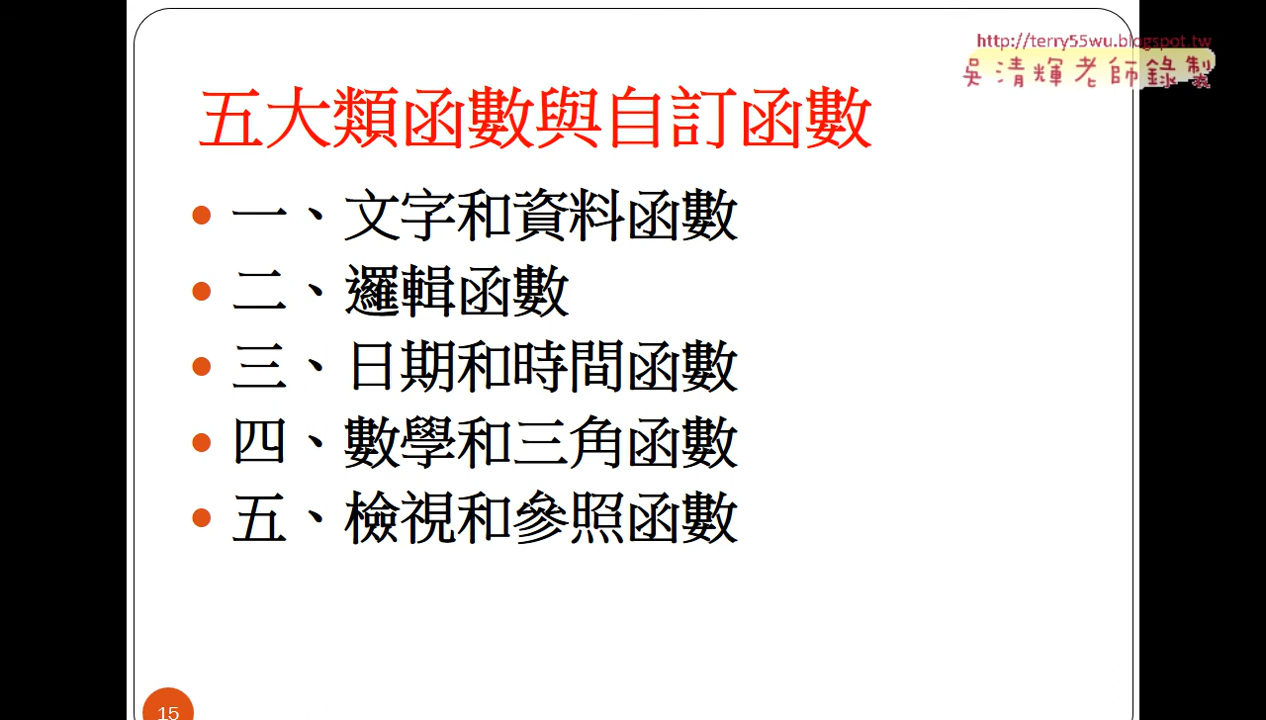 http://terry55wu.blogspot.tw
吳清輝老師錄製
五大類函數與自訂函數
一、文字和資料函數
二、邏輯函數
三、日期和時間函數
四、數學和三角函數
五、檢視和參照函數
15